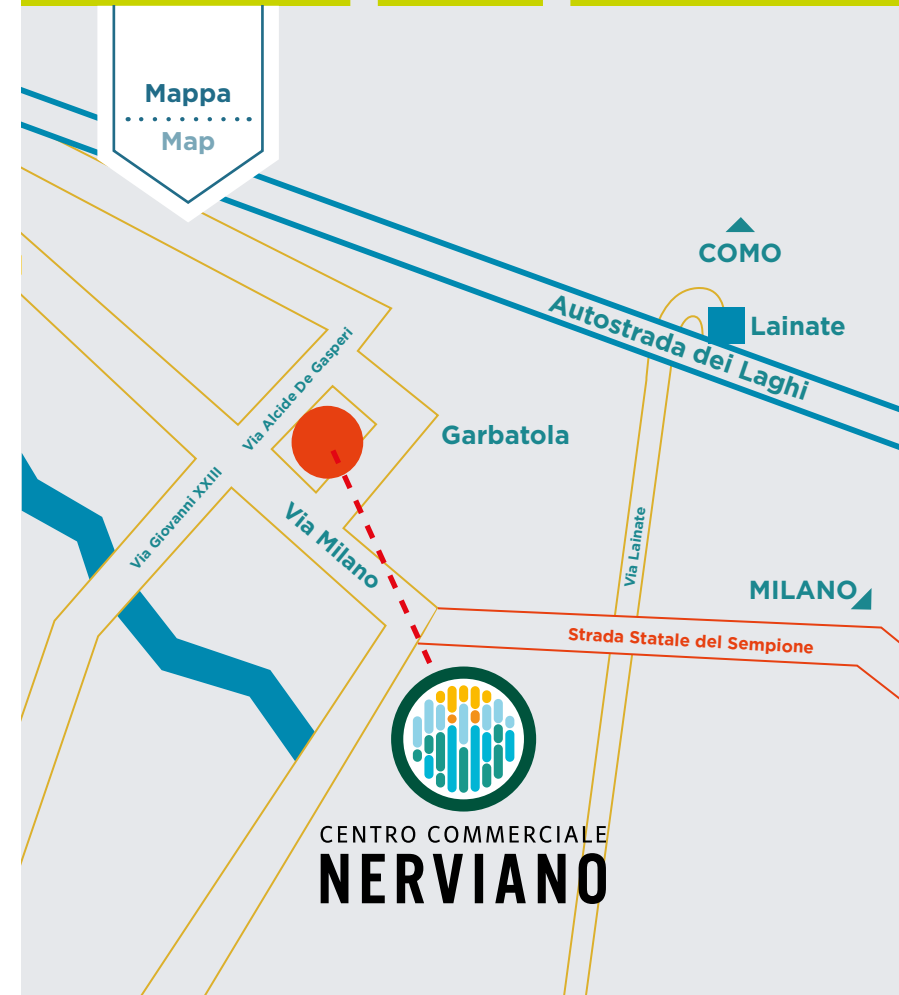 Mappa
Map
COMO
Lainate
Autostrada dei Laghi
Via Alcide De Gasperi
Garbatola
Via Giovanni XXIII
Via Milano
Via Lainate
MILANO
Strada Statale del Sempione
CENTRO COMMERCIALE
NERVIANO